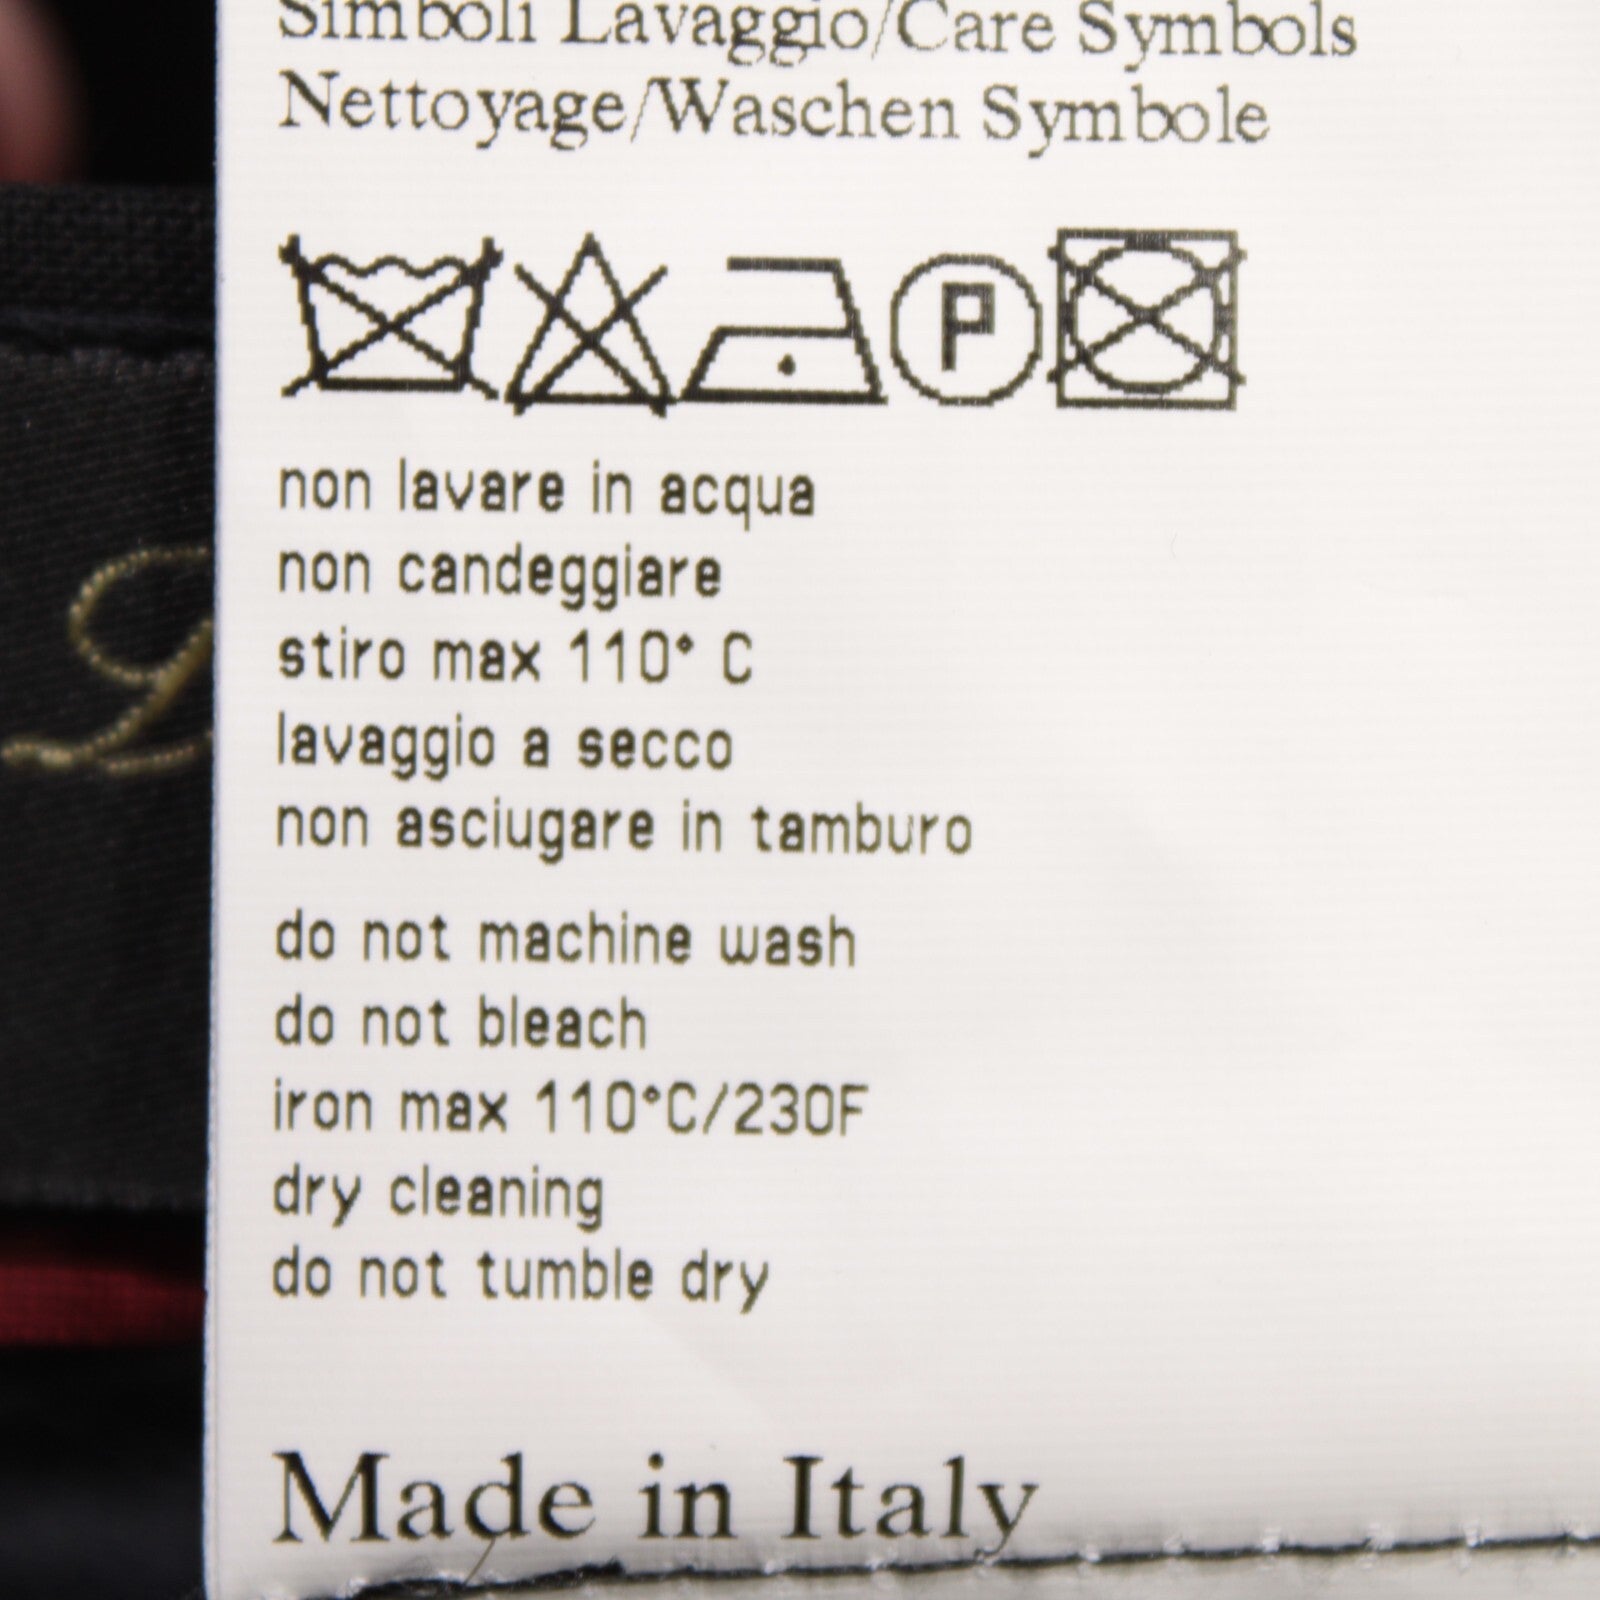 Simboli Lavaggio/Care Symbols
Nettoyage/Waschen Symbole
P
non lavare in acqua
non candeggiare
stiro max 110° C
lavaggio a secco
non asciugare in tamburo
do not machine wash
do not bleach
iron max 110°C/230F
dry cleaning
do not tumble dry
Made in Italy